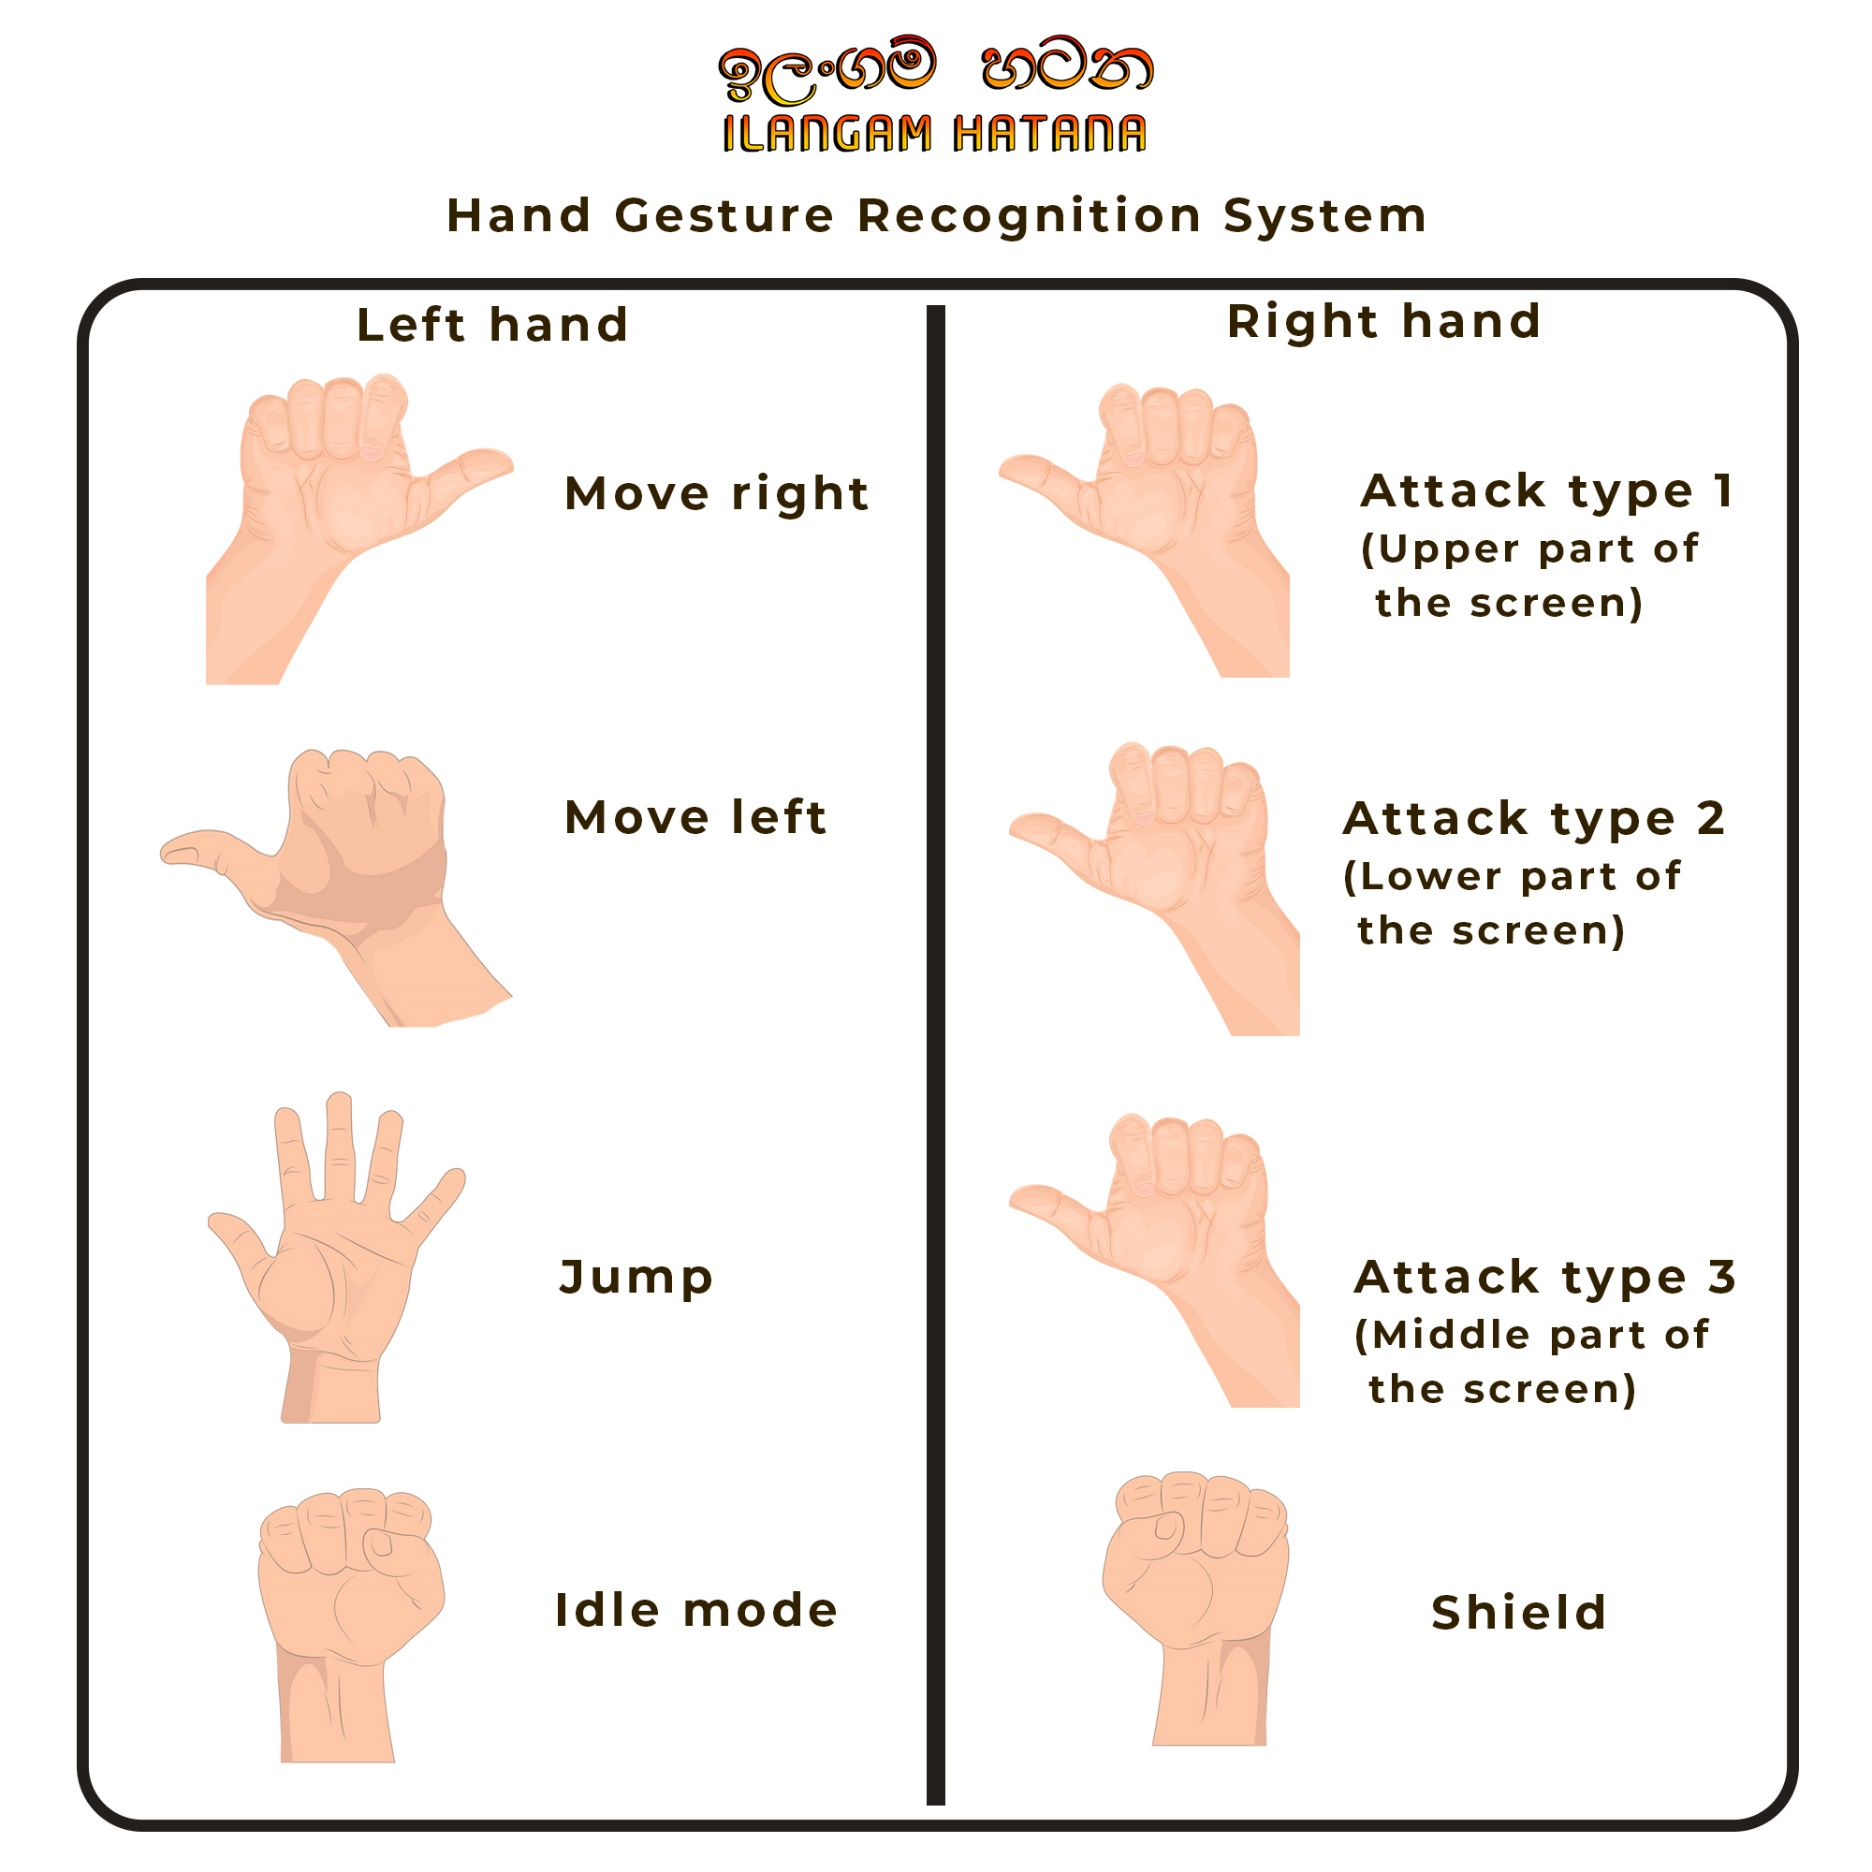 ඉලංගම් හටන
ILANGAM HATANA
Hand Gesture Recognition System
Left hand
Move right
Move left
Jump
Idle mode
Right hand
Attack type 1
(Upper part of
the screen)
Attack type 2
(Lower part of
the screen)
Attack type 3
(Middle part of
the screen)
Shield